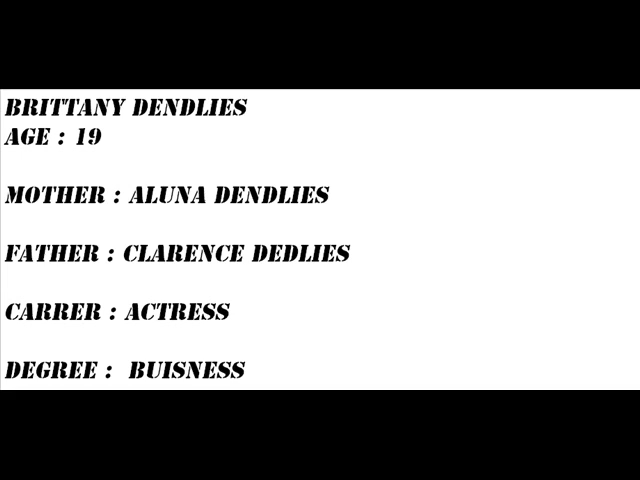 BRITTANY DENDLIES
AGE : 19
MOTHER : ALUNA DENDLIES
FATHER : CLARENCE DEDLIES
CARRER : ACTRESS
DEGREE :  BUISNESS